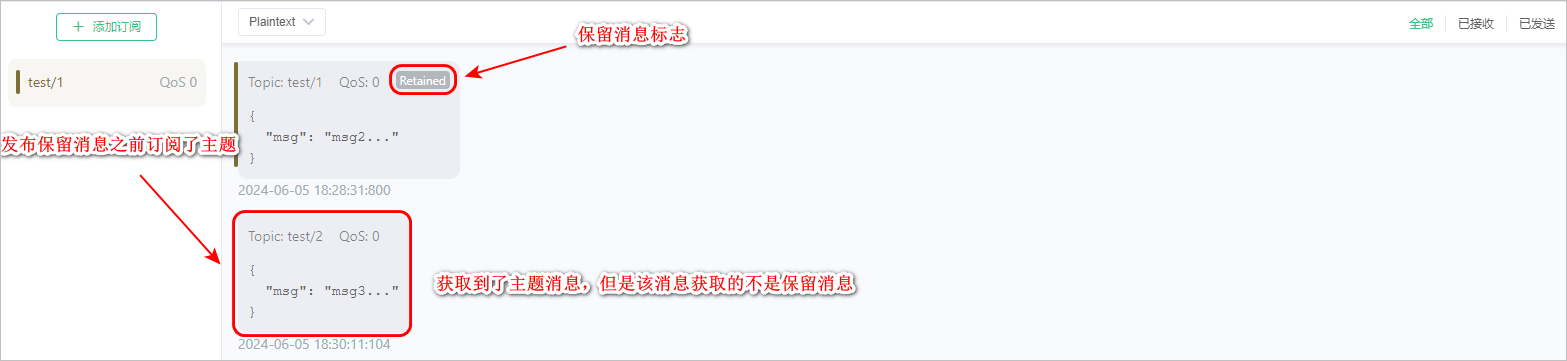 添加订阅
Plaintext
全部
已接收
已发送
保留消息标志
test/1
QoS 0
Topic: test/1
QoS: 0
Retained
{
"msg": "msg2..."
}
2024-06-05 18:28:31:800
发布保留消息之前订阅了主题
Topic: test/2
QoS: 0
{
"msg": "msg3..."
}
获取到了主题消息，但是该消息获取的不是保留消息
2024-06-05 18:30:11:104